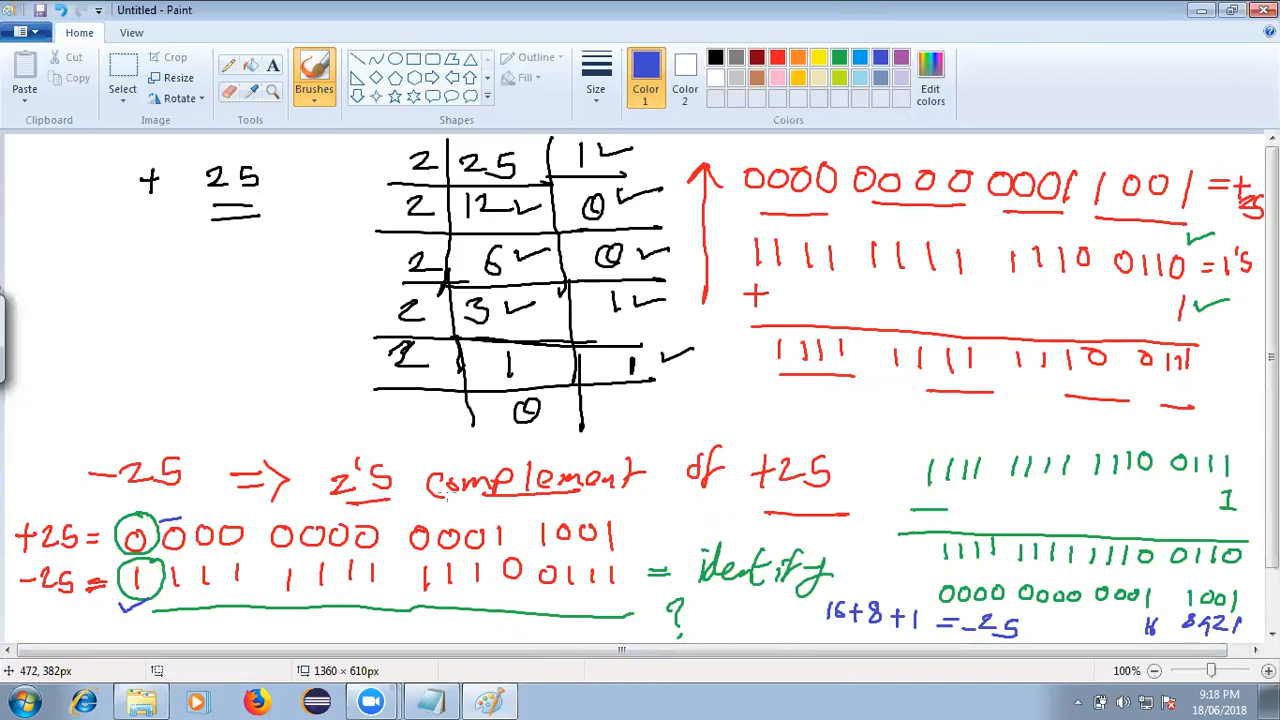 Untitled - Paint
Home View
Paste
Cut
Copy
Clipboard
Select
Crop
Resize
Rotate
Image
Tools
Brushes
Shapes
Outline
Fill
Size
Color 1
Color 2
Edit colors
Colors
+ 25
2 25 1
2 12 0
2 6 0
2 3 1
2 1 1
0
0000 0000 0001 1001 = +25
1111 1111 1110 0110 = 1's
+ 1
1111 1111 1110 0111
-25 => 2's complement of +25
+25 = 0000 0000 0001 1001
-25 = 1111 1111 1110 0111 = identify ?
1111 1111 1110 0111
1
1111 1111 1110 0110
0000 0000 0001 1001
16 8421
16+8+1 = -25
472, 382px
1360 × 610px
100%
9:18 PM
18/06/2018